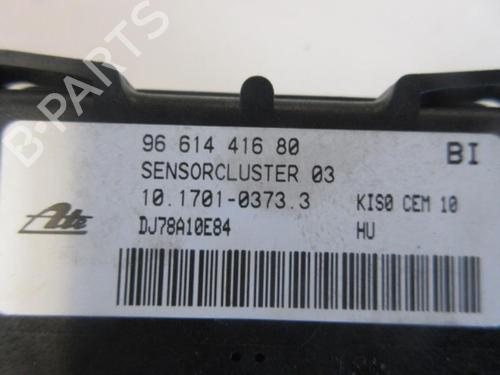 B-PARTS
96 614 416 80
BI
SENSORCLUSTER 03
10.1701-0373.3
KIS0 CEM 10
Ate
DJ78A10E84
HU